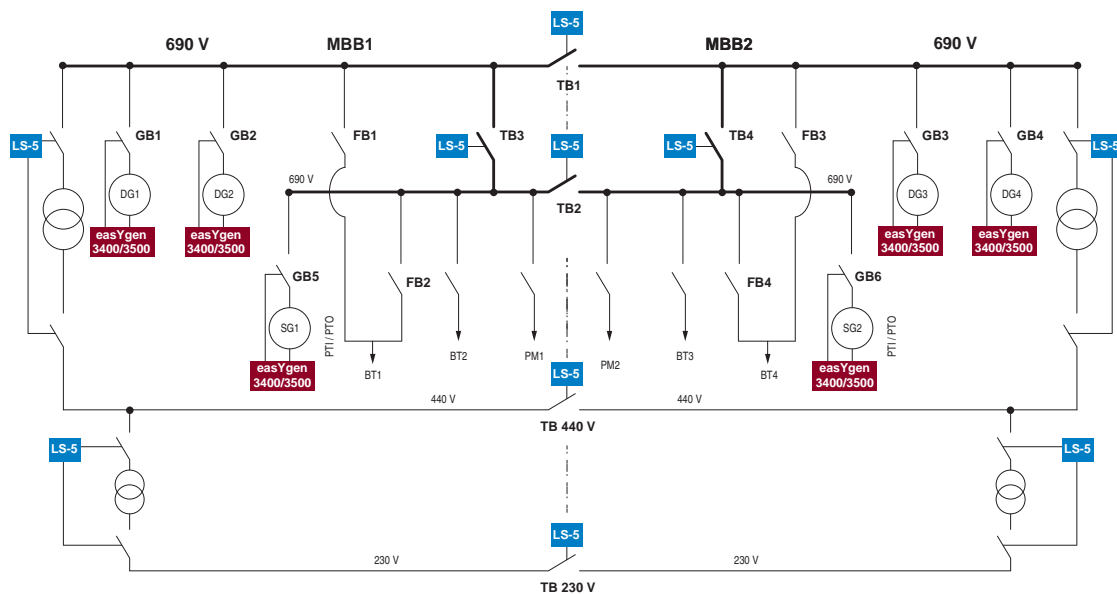 LS-5
690 V
MBB1
MBB2
690 V
TB1
LS-5
GB1
GB2
FB1
LS-5
TB3
LS-5
LS-5
TB4
FB3
GB3
GB4
LS-5
DG1
DG2
DG3
DG4
690 V
690 V
TB2
easYgen
3400/3500
easYgen
3400/3500
easYgen
3400/3500
easYgen
3400/3500
GB5
FB2
FB4
GB6
SG1
PTI / PTO
SG2
PTI / PTO
BT2
PM1
PM2
BT3
BT1
BT4
easYgen
3400/3500
easYgen
3400/3500
LS-5
440 V
440 V
TB 440 V
LS-5
LS-5
LS-5
230 V
230 V
TB 230 V